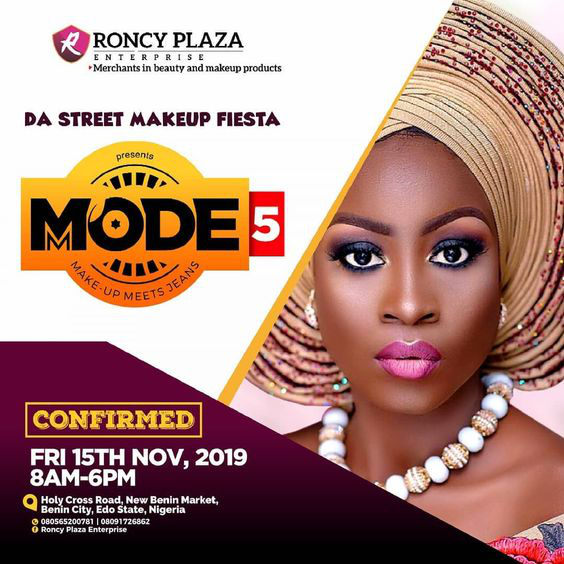 RONCY PLAZA
ENTERPRISE
Merchants in beauty and makeup products
DA STREET MAKEUP FIESTA
presents
MMODE 5
MAKE-UP MEETS JEANS
CONFIRMED
FRI 15TH NOV, 2019
8AM-6PM
Holy Cross Road, New Benin Market,
Benin City, Edo State, Nigeria
080565200781 | 08091726862
Roncy Plaza Enterprise